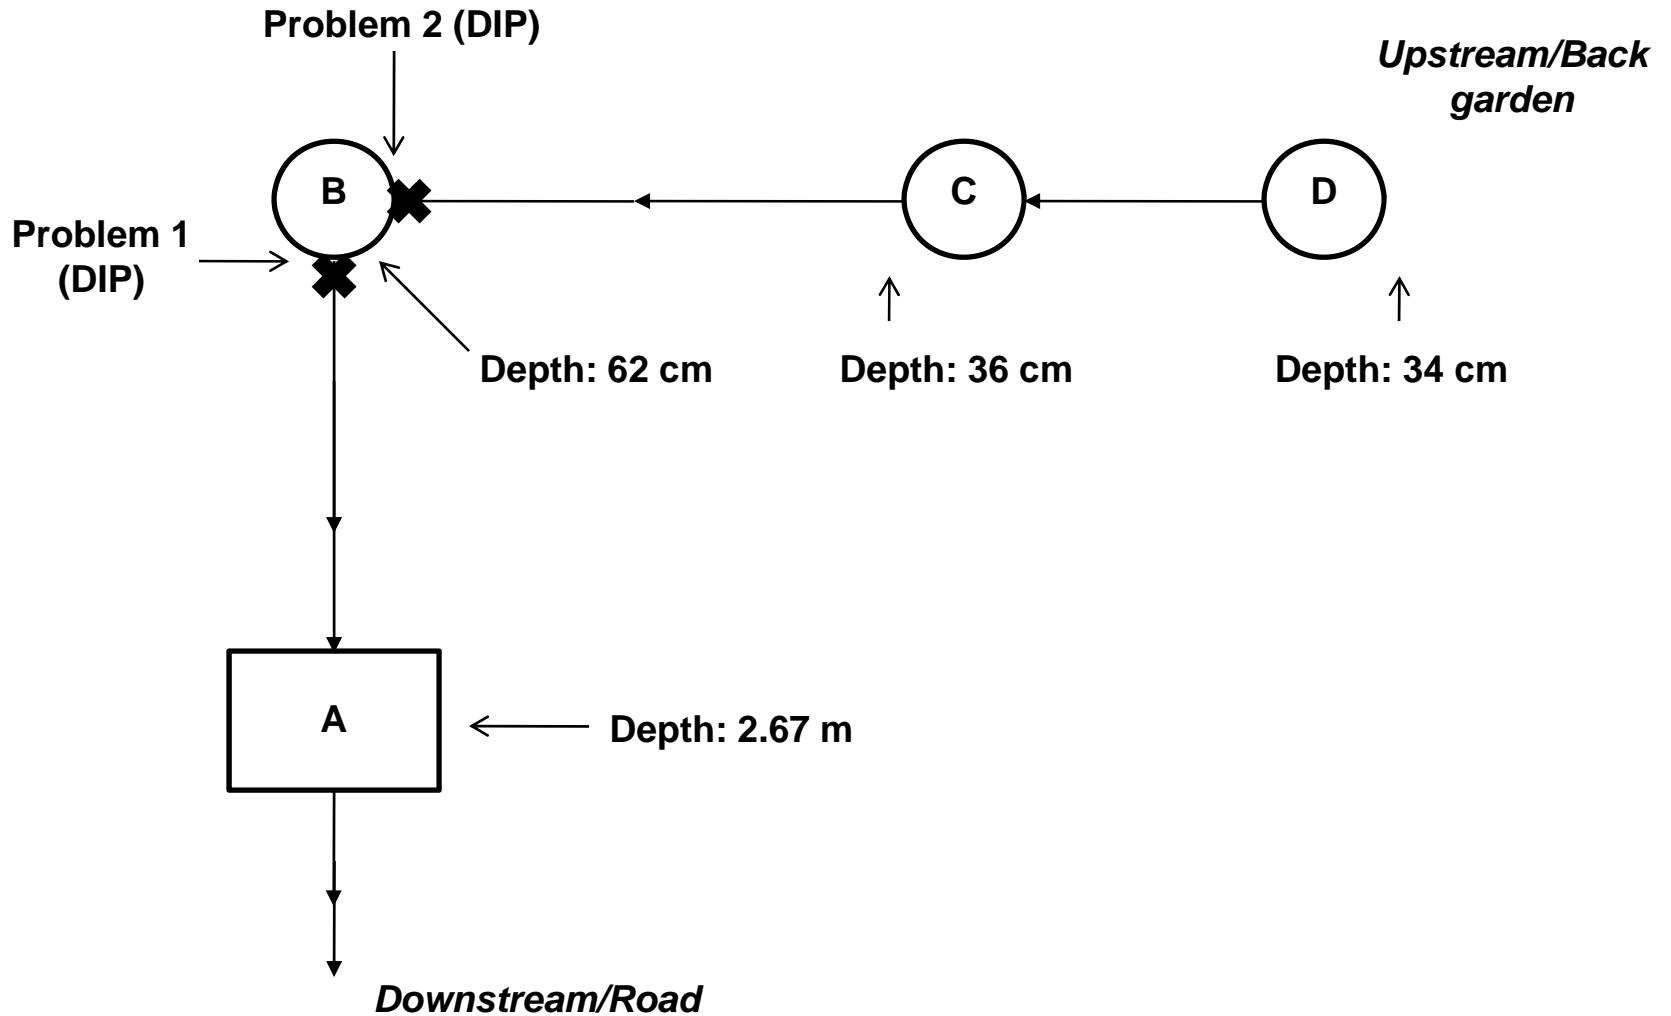 Problem 2 (DIP)
Upstream/Back
garden
B
C
D
Problem 1
(DIP)
Depth: 62 cm
Depth: 36 cm
Depth: 34 cm
A
Depth: 2.67 m
Downstream/Road